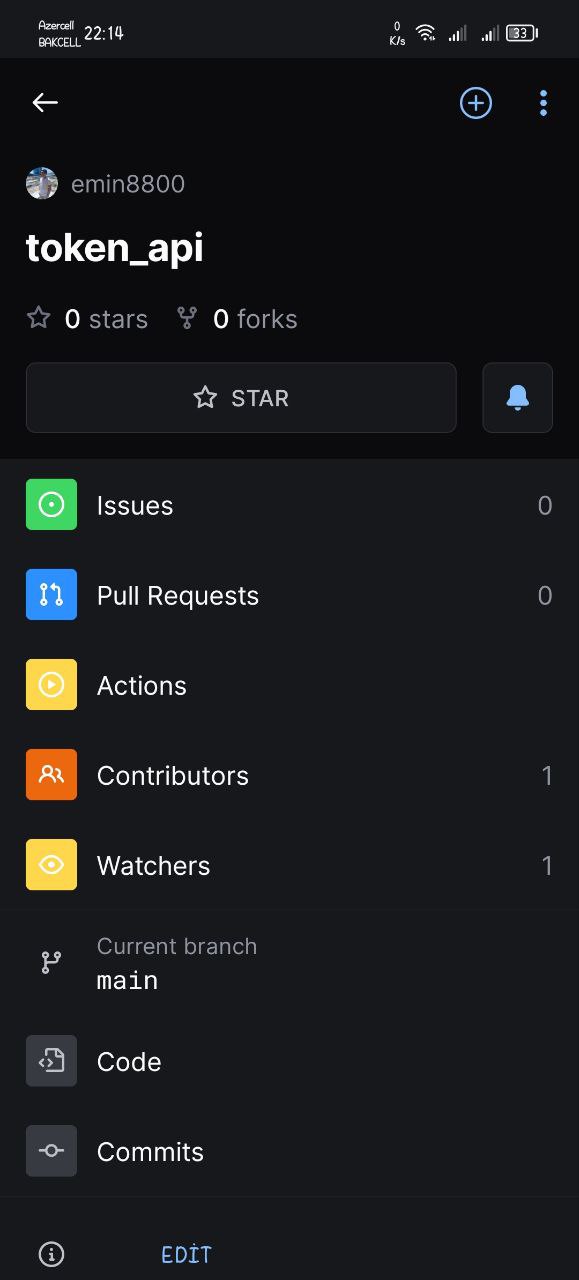 Azercell
BAKCELL 22:14
0
K/s
33
emin8800
token_api
0 stars 0 forks
STAR
Issues 0
Pull Requests 0
Actions
Contributors 1
Watchers 1
Current branch
main
Code
Commits
EDİT